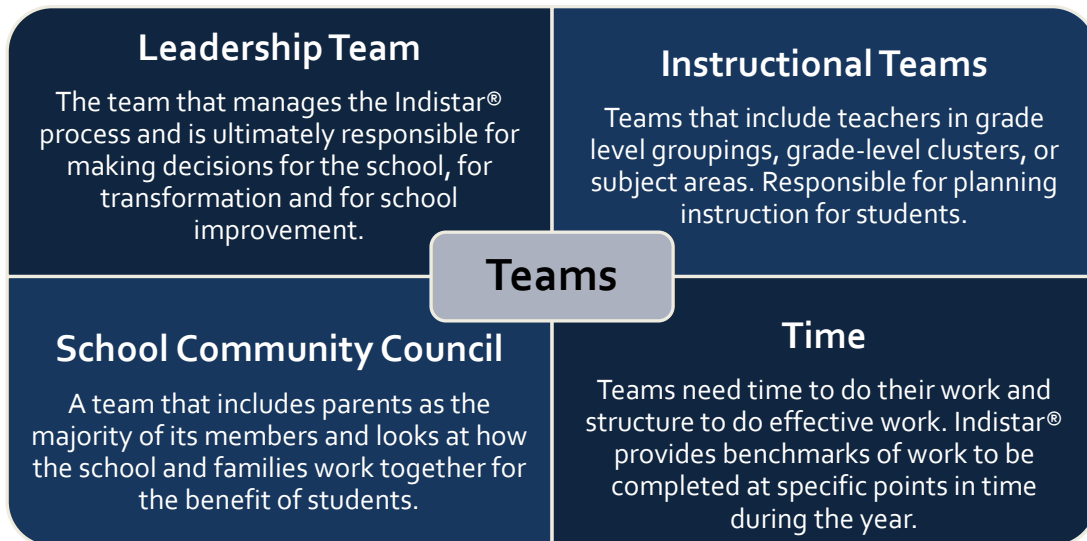 Leadership Team
The team that manages the Indistar®
process and is ultimately responsible for
making decisions for the school, for
transformation and for school
improvement.
Instructional Teams
Teams that include teachers in grade
level groupings, grade-level clusters, or
subject areas. Responsible for planning
instruction for students.
Teams
School Community Council
A team that includes parents as the
majority of its members and looks at how
the school and families work together for
the benefit of students.
Time
Teams need time to do their work and
structure to do effective work. Indistar®
provides benchmarks of work to be
completed at specific points in time
during the year.